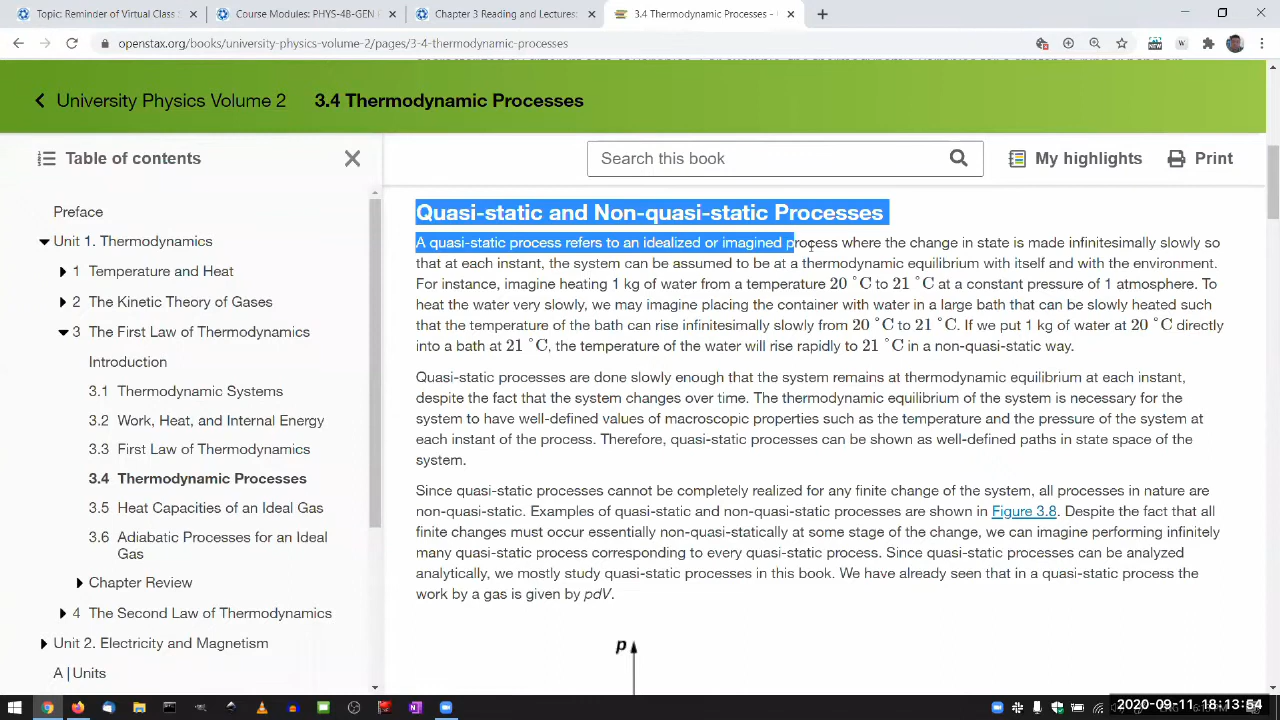 Topic: Reminder of Virtual Class S
Course Modules: PHYS-4B-GEN P
Chapter 3 Reading and Lectures:
3.4 Thermodynamic Processes -
openstax.org/books/university-physics-volume-2/pages/3-4-thermodynamic-processes
University Physics Volume 2
3.4 Thermodynamic Processes
Table of contents
Search this book
My highlights
Print
Preface
Unit 1. Thermodynamics
1 Temperature and Heat
2 The Kinetic Theory of Gases
3 The First Law of Thermodynamics
Introduction
3.1 Thermodynamic Systems
3.2 Work, Heat, and Internal Energy
3.3 First Law of Thermodynamics
3.4 Thermodynamic Processes
3.5 Heat Capacities of an Ideal Gas
3.6 Adiabatic Processes for an Ideal
Gas
Chapter Review
4 The Second Law of Thermodynamics
Unit 2. Electricity and Magnetism
A | Units
Quasi-static and Non-quasi-static Processes
A quasi-static process refers to an idealized or imagined process where the change in state is made infinitesimally slowly so
that at each instant, the system can be assumed to be at a thermodynamic equilibrium with itself and with the environment.
For instance, imagine heating 1 kg of water from a temperature 20 °C to 21 °C at a constant pressure of 1 atmosphere. To
heat the water very slowly, we may imagine placing the container with water in a large bath that can be slowly heated such
that the temperature of the bath can rise infinitesimally slowly from 20 °C to 21 °C. If we put 1 kg of water at 20 °C directly
into a bath at 21 °C, the temperature of the water will rise rapidly to 21 °C in a non-quasi-static way.
Quasi-static processes are done slowly enough that the system remains at thermodynamic equilibrium at each instant,
despite the fact that the system changes over time. The thermodynamic equilibrium of the system is necessary for the
system to have well-defined values of macroscopic properties such as the temperature and the pressure of the system at
each instant of the process. Therefore, quasi-static processes can be shown as well-defined paths in state space of the
system.
Since quasi-static processes cannot be completely realized for any finite change of the system, all processes in nature are
non-quasi-static. Examples of quasi-static and non-quasi-static processes are shown in Figure 3.8. Despite the fact that all
finite changes must occur essentially non-quasi-statically at some stage of the change, we can imagine performing infinitely
many quasi-static process corresponding to every quasi-static process. Since quasi-static processes can be analyzed
analytically, we mostly study quasi-static processes in this book. We have already seen that in a quasi-static process the
work by a gas is given by pdV.
p
2020-09-11 18:13:54